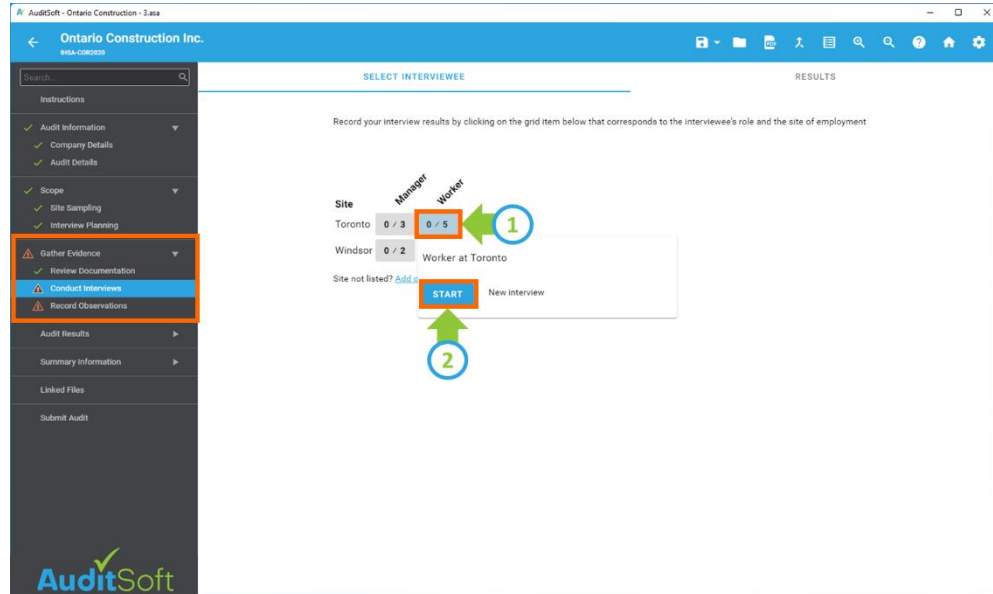 AuditSoft - Ontario Construction - 3.asa
Ontario Construction Inc.
IHSA-COR2020
Search...
Instructions
Audit Information
Company Details
Audit Details
Scope
Site Sampling
Interview Planning
Gather Evidence
Review Documentation
Conduct Interviews
Record Observations
Audit Results
Summary Information
Linked Files
Submit Audit
AuditSoft
SELECT INTERVIEWEE RESULTS
Record your interview results by clicking on the grid item below that corresponds to the interviewee's role and the site of employment
Site Manager Worker
Toronto 0 / 3 0 / 5 1
Windsor 0 / 2
Worker at Toronto
Site not listed? Add
START New interview
2